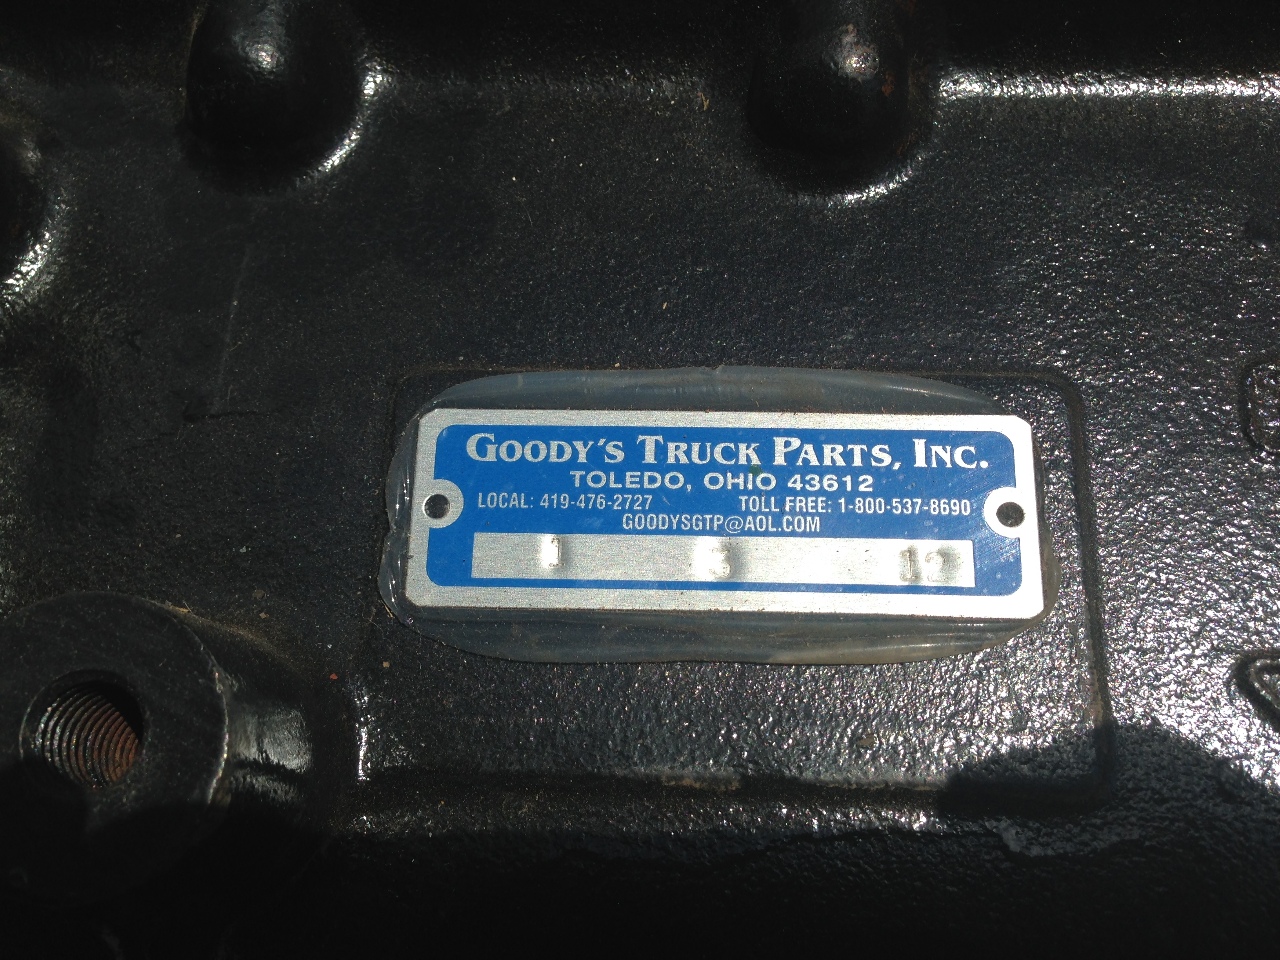 GOODY'S TRUCK PARTS, INC.
TOLEDO, OHIO 43612
LOCAL: 419-476-2727 TOLL FREE: 1-800-537-8690
GOODYSGTP@AOL.COM
1 12